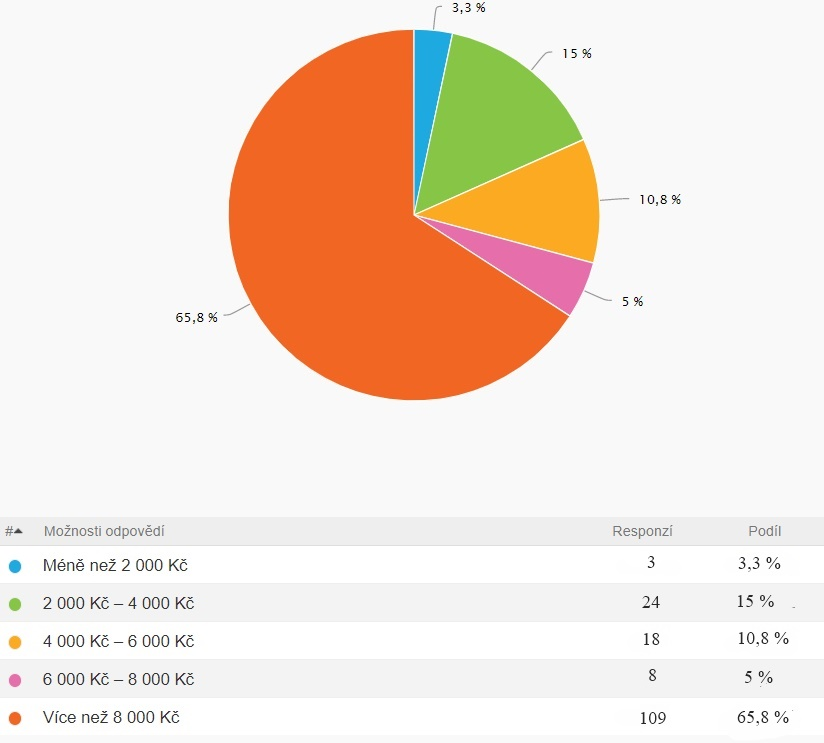 3,3 %
15 %
10,8 %
5 %
65,8 %
# Možnosti odpovědí Responzí Podíl
Méně než 2 000 Kč 3 3,3 %
2 000 Kč – 4 000 Kč 24 15 %
4 000 Kč – 6 000 Kč 18 10,8 %
6 000 Kč – 8 000 Kč 8 5 %
Více než 8 000 Kč 109 65,8 %